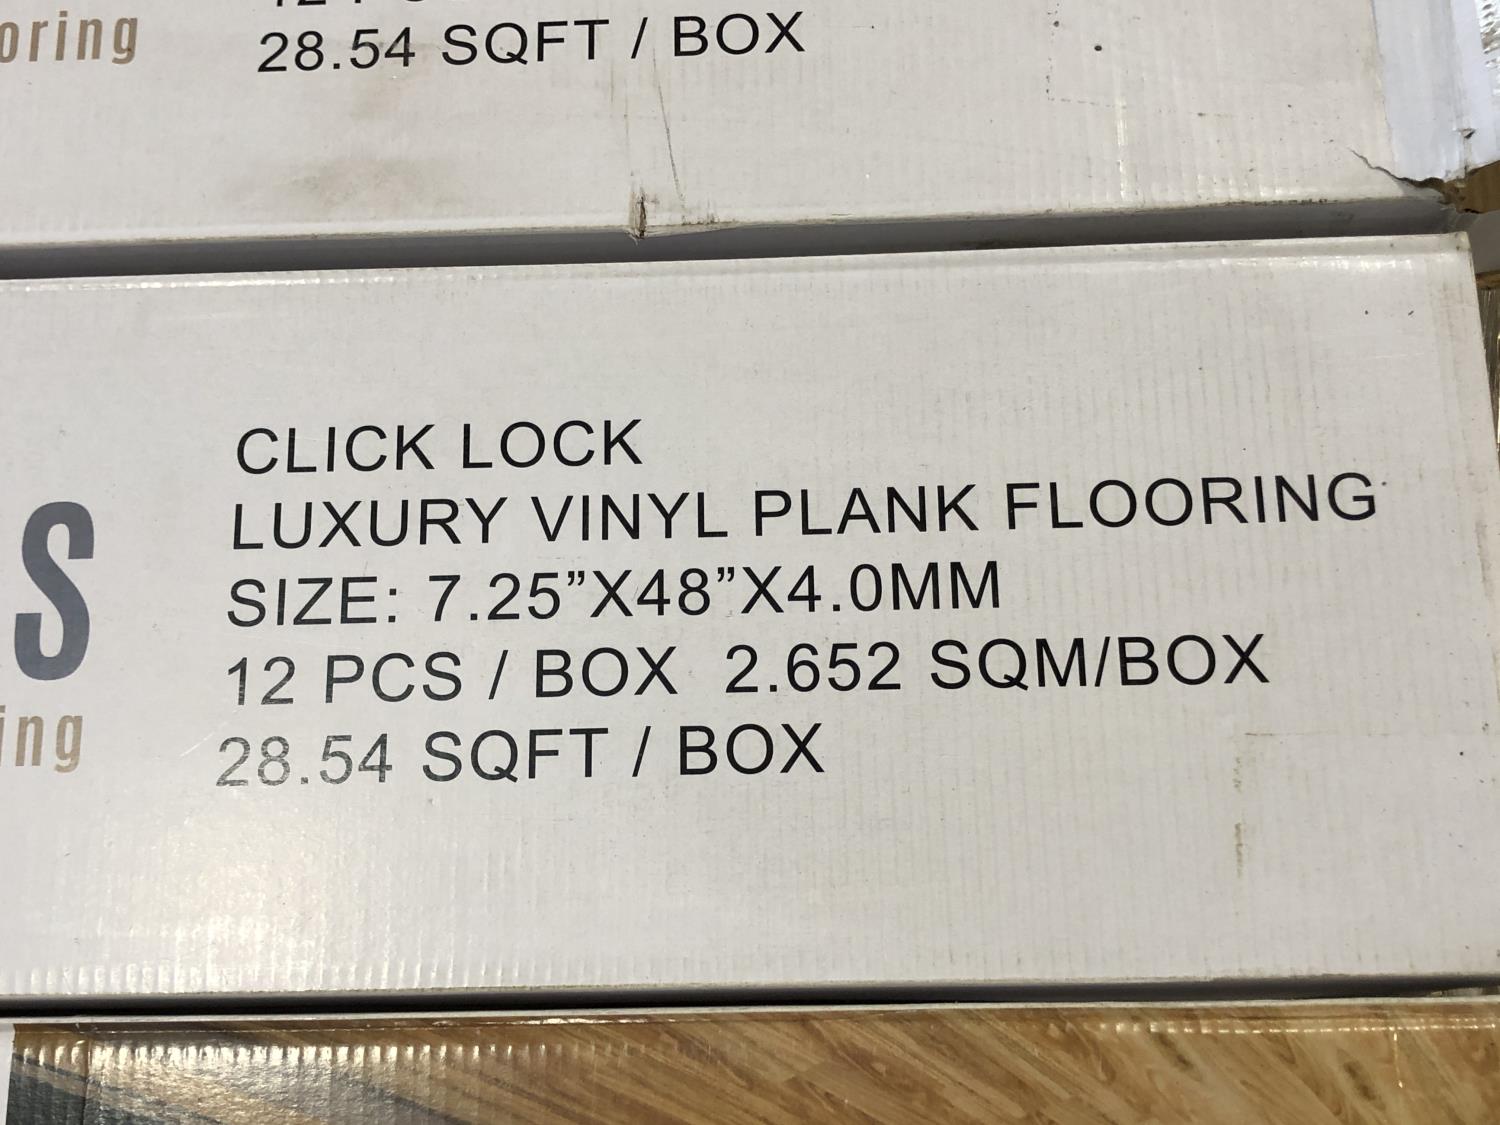 oring
28.54 SQFT / BOX
S
ing
CLICK LOCK
LUXURY VINYL PLANK FLOORING
SIZE: 7.25”X48”X4.0MM
12 PCS / BOX 2.652 SQM/BOX
28.54 SQFT / BOX